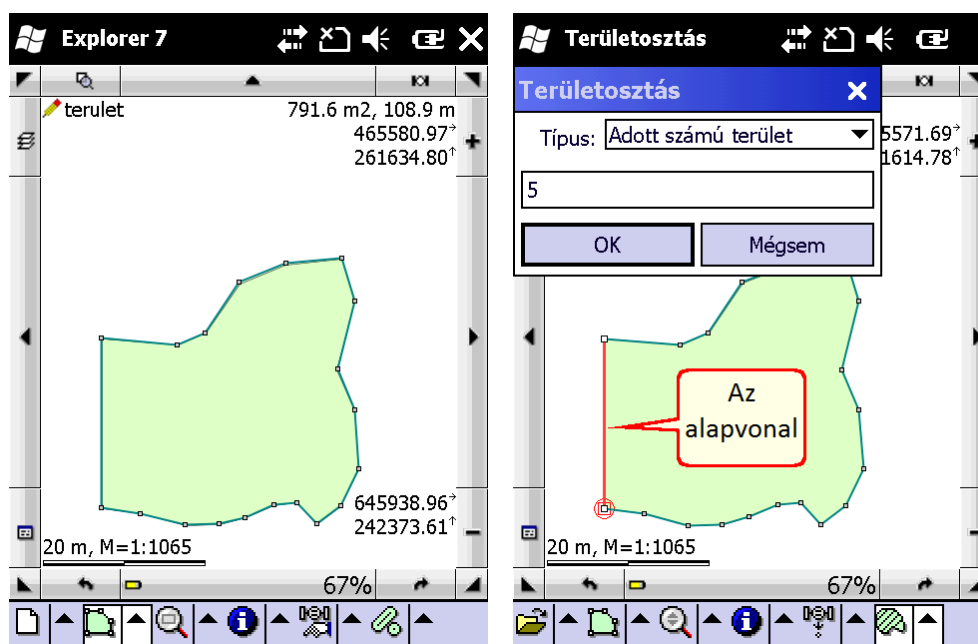 Explorer 7
terulet
791.6 m2, 108.9 m
465580.97
261634.80
645938.96
242373.61
20 m, M=1:1065
67%
Területosztás
Területosztás
Típus: Adott számú terület
5
OK Mégsem
5571.69
1614.78
Az
alapvonal
20 m, M=1:1065
67%